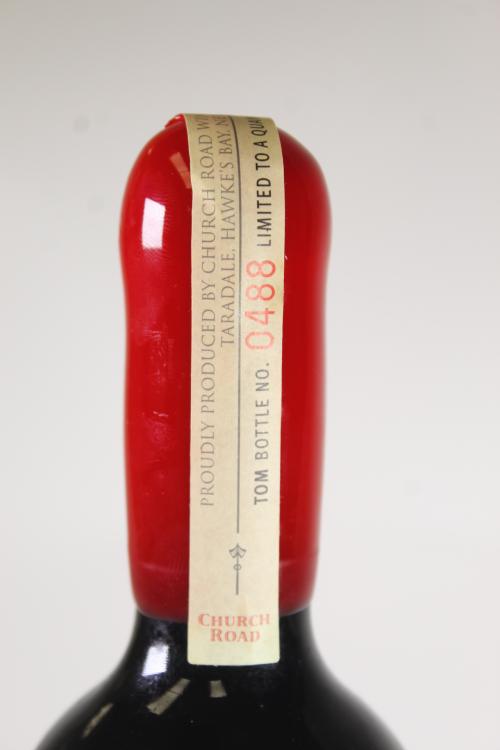 PROUDLY PRODUCED BY CHURCH ROAD
TARADALE, HAWKE'S BAY,
TOM BOTTLE NO. 0488 LIMITED TO A
CHURCH
ROAD